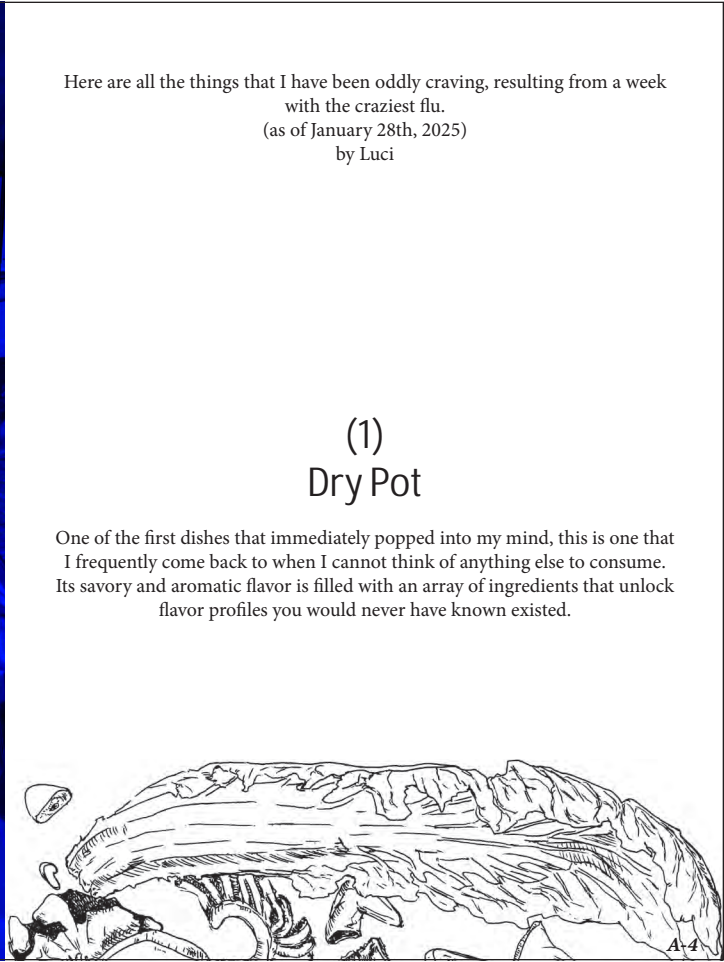 Here are all the things that I have been oddly craving, resulting from a week
with the craziest flu.
(as of January 28th, 2025)
by Luci
(1)
Dry Pot
One of the first dishes that immediately popped into my mind, this is one that
I frequently come back to when I cannot think of anything else to consume.
Its savory and aromatic flavor is filled with an array of ingredients that unlock
flavor profiles you would never have known existed.
A-4